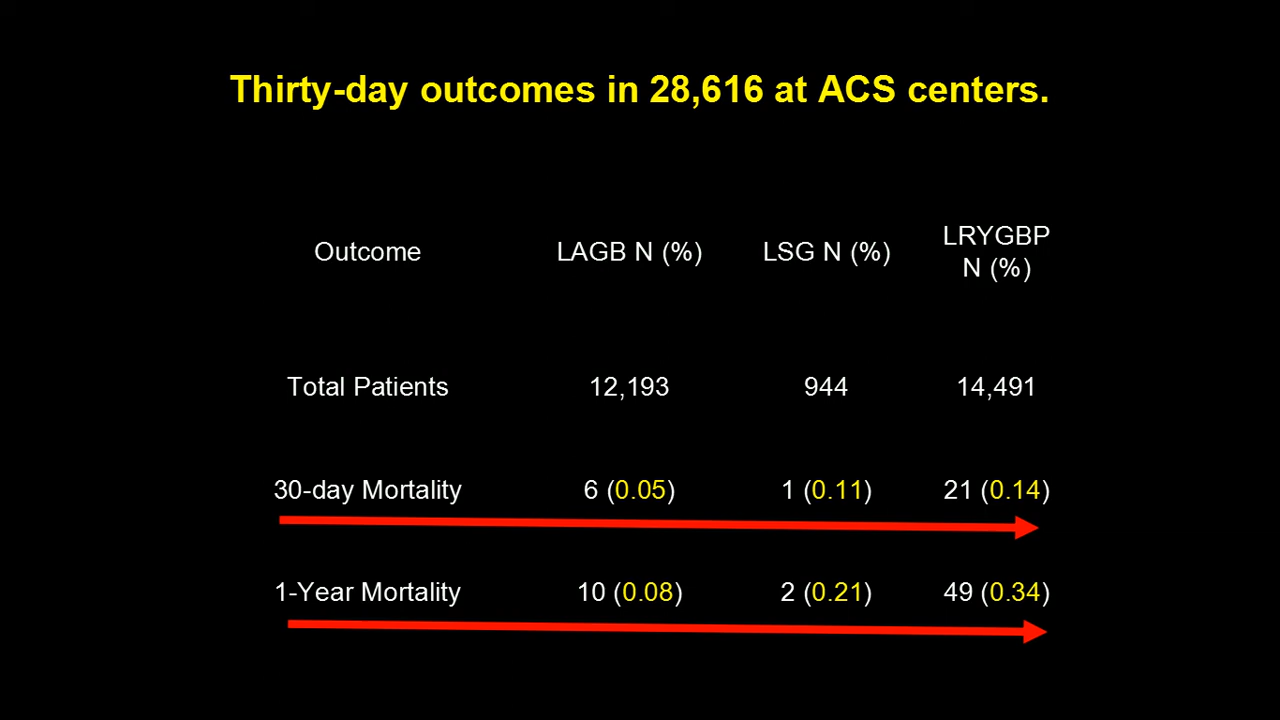 Thirty-day outcomes in 28,616 at ACS centers.
Outcome LAGB N (%) LSG N (%) LRYGBP N (%)
Total Patients 12,193 944 14,491
30-day Mortality 6 (0.05) 1 (0.11) 21 (0.14)
1-Year Mortality 10 (0.08) 2 (0.21) 49 (0.34)